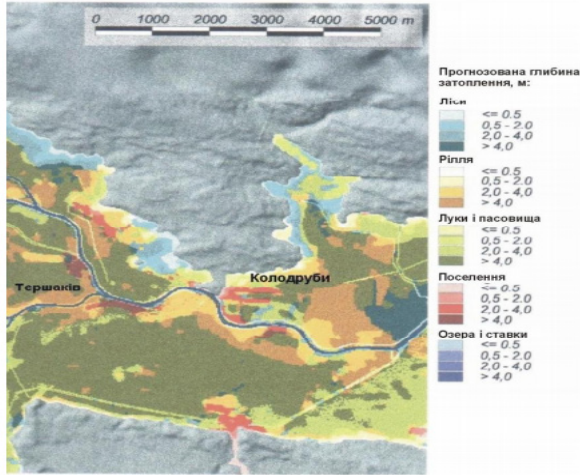 0 1000 2000 3000 4000 5000 m
Прогнозована глибина
затоплення, м:
Ліси
<= 0.5
0,5 - 2.0
2,0 - 4,0
> 4,0
Рілля
<= 0.5
0,5 - 2.0
2,0 - 4,0
> 4,0
Луки і пасовища
<= 0.5
0,5 - 2.0
2,0 - 4,0
> 4,0
Поселення
<= 0.5
0,5 - 2.0
2,0 - 4,0
> 4,0
Озера і ставки
<= 0.5
0,5 - 2.0
2,0 - 4,0
> 4,0
Колодруби
Тєршаків